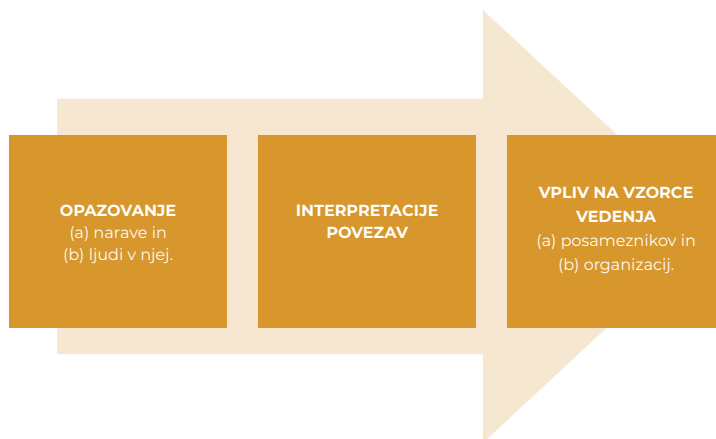 OPAZOVANJE
(a) narave in
(b) ljudi v njej.
INTERPRETACIJE
POVEZAV
VPLIV NA VZORCE
VEDENJA
(a) posameznikov in
(b) organizacij.